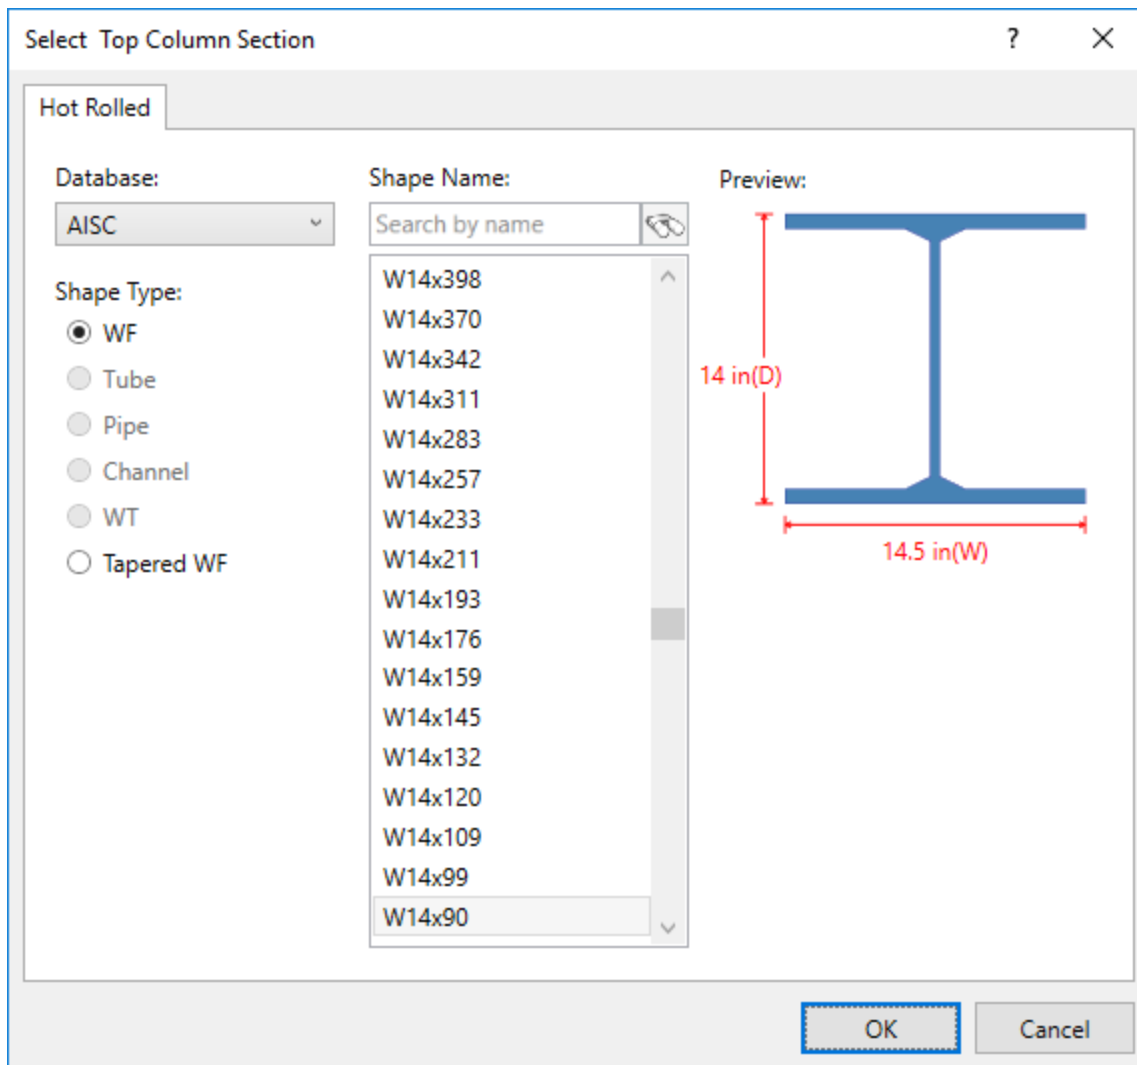 Select Top Column Section
?
Hot Rolled
Database:
AISC
Shape Type:
WF
Tube
Pipe
Channel
WT
Tapered WF
Shape Name:
Search by name
W14x398
W14x370
W14x342
W14x311
W14x283
W14x257
W14x233
W14x211
W14x193
W14x176
W14x159
W14x145
W14x132
W14x120
W14x109
W14x99
W14x90
Preview:
14 in(D)
14.5 in(W)
OK
Cancel